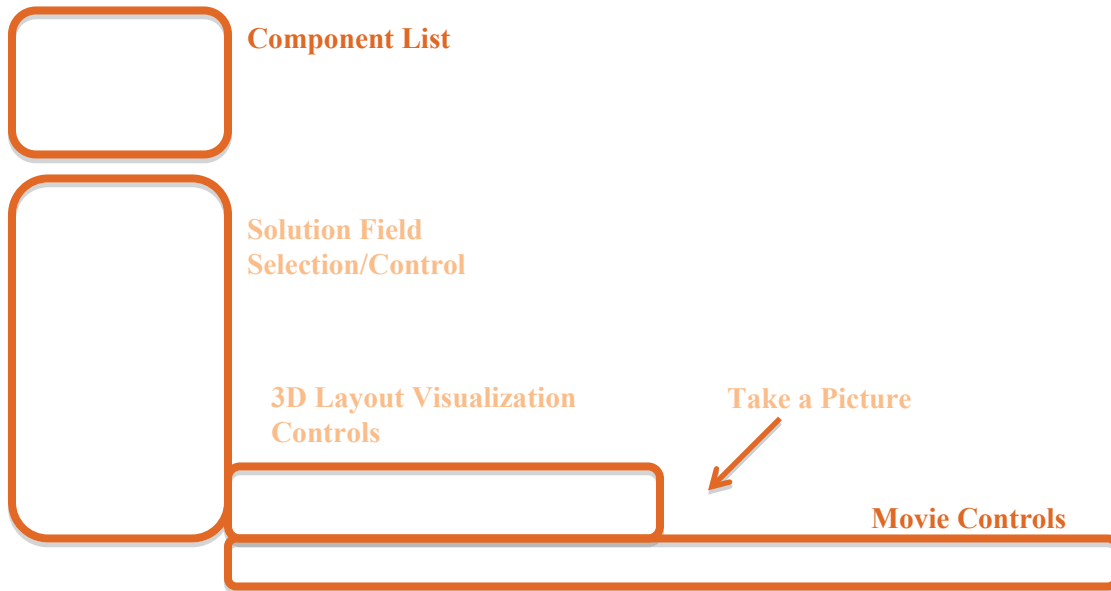 Component List
Solution Field
Selection/Control
3D Layout Visualization
Controls
Take a Picture
Movie Controls